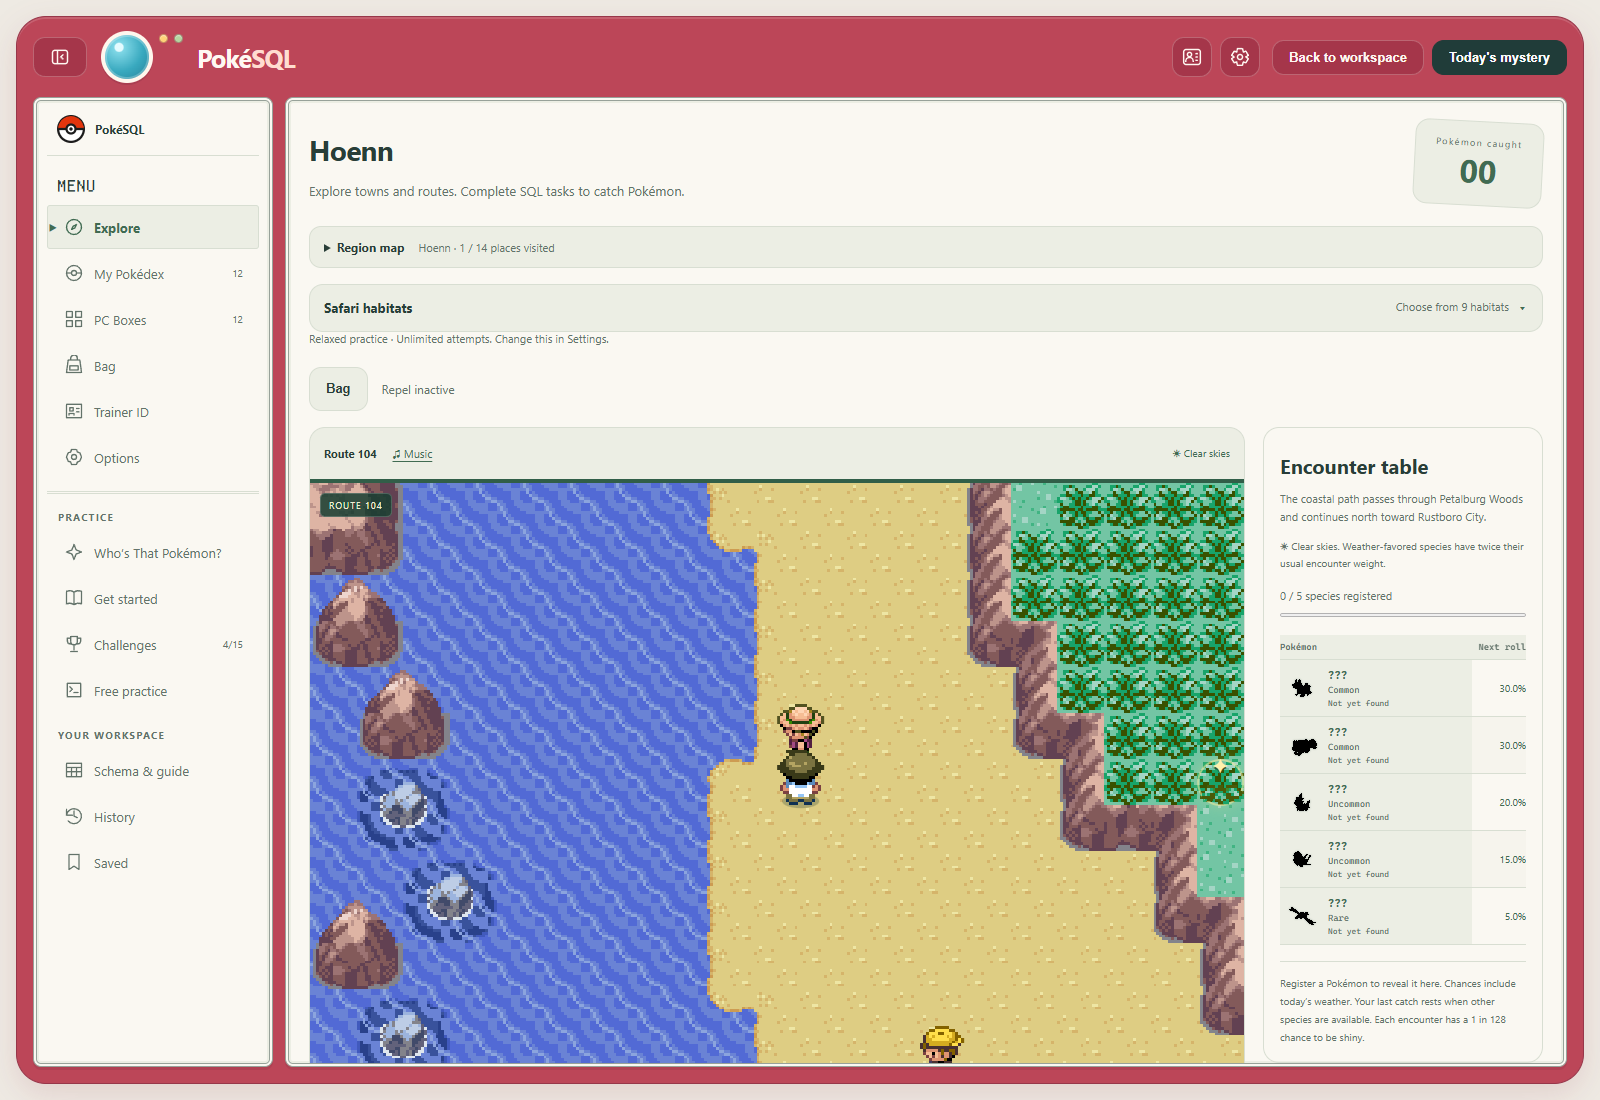 PokéSQL
Back to workspace
Today's mystery
PokéSQL
MENU
Explore
My Pokédex 12
PC Boxes 12
Bag
Trainer ID
Options
PRACTICE
Who's That Pokémon?
Get started
Challenges 4/15
Free practice
YOUR WORKSPACE
Schema & guide
History
Saved
Hoenn
Explore towns and routes. Complete SQL tasks to catch Pokémon.
Pokémon caught
00
Region map Hoenn · 1 / 14 places visited
Safari habitats Choose from 9 habitats
Relaxed practice · Unlimited attempts. Change this in Settings.
Bag Repel inactive
Route 104 ♫ Music ☀ Clear skies
ROUTE 104
Encounter table
The coastal path passes through Petalburg Woods
and continues north toward Rustboro City.
☀ Clear skies. Weather-favored species have twice their
usual encounter weight.
0 / 5 species registered
Pokémon Next roll
???
Common 30.0%
Not yet found
???
Common 30.0%
Not yet found
???
Uncommon 20.0%
Not yet found
???
Uncommon 15.0%
Not yet found
???
Rare 5.0%
Not yet found
Register a Pokémon to reveal it here. Chances include
today's weather. Your last catch rests when other
species are available. Each encounter has a 1 in 128
chance to be shiny.